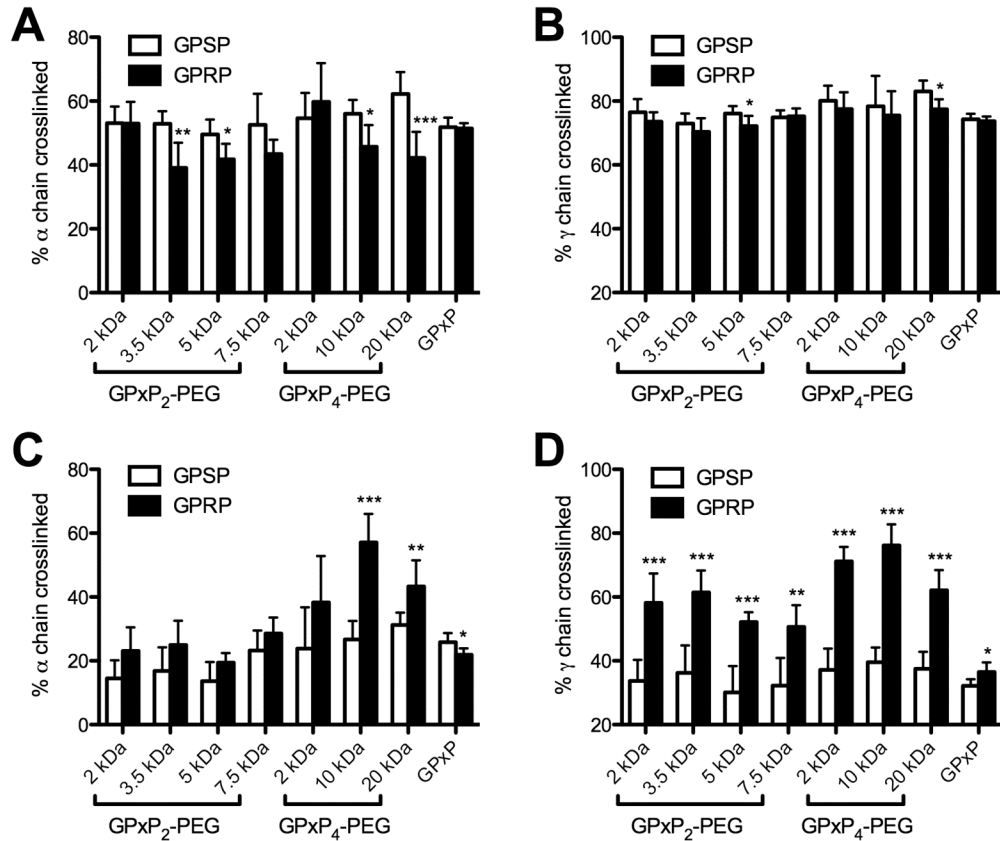 A
% α chain crosslinked
80
60
40
20
0
GPSP
GPRP
**
*
*
***
2 kDa
3.5 kDa
5 kDa
7.5 kDa
2 kDa
10 kDa
20 kDa
GPxP
GPxP2-PEG
GPxP4-PEG
B
% γ chain crosslinked
100
80
60
40
20
GPSP
GPRP
*
*
2 kDa
3.5 kDa
5 kDa
7.5 kDa
2 kDa
10 kDa
20 kDa
GPxP
GPxP2-PEG
GPxP4-PEG
C
% α chain crosslinked
80
60
40
20
0
GPSP
GPRP
***
**
*
2 kDa
3.5 kDa
5 kDa
7.5 kDa
2 kDa
10 kDa
20 kDa
GPxP
GPxP2-PEG
GPxP4-PEG
D
% γ chain crosslinked
100
80
60
40
20
GPSP
GPRP
***
***
***
**
***
***
***
*
2 kDa
3.5 kDa
5 kDa
7.5 kDa
2 kDa
10 kDa
20 kDa
GPxP
GPxP2-PEG
GPxP4-PEG